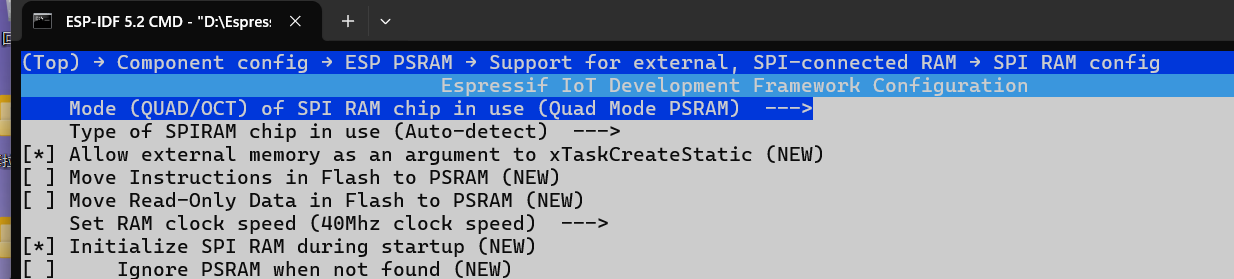 ESP-IDF 5.2 CMD - "D:\Espres
(Top) → Component config → ESP PSRAM → Support for external, SPI-connected RAM → SPI RAM config
Espressif IoT Development Framework Configuration
Mode (QUAD/OCT) of SPI RAM chip in use (Quad Mode PSRAM)  --->
Type of SPIRAM chip in use (Auto-detect)  --->
[*] Allow external memory as an argument to xTaskCreateStatic (NEW)
[ ] Move Instructions in Flash to PSRAM (NEW)
[ ] Move Read-Only Data in Flash to PSRAM (NEW)
Set RAM clock speed (40Mhz clock speed)  --->
[*] Initialize SPI RAM during startup (NEW)
[ ]     Ignore PSRAM when not found (NEW)